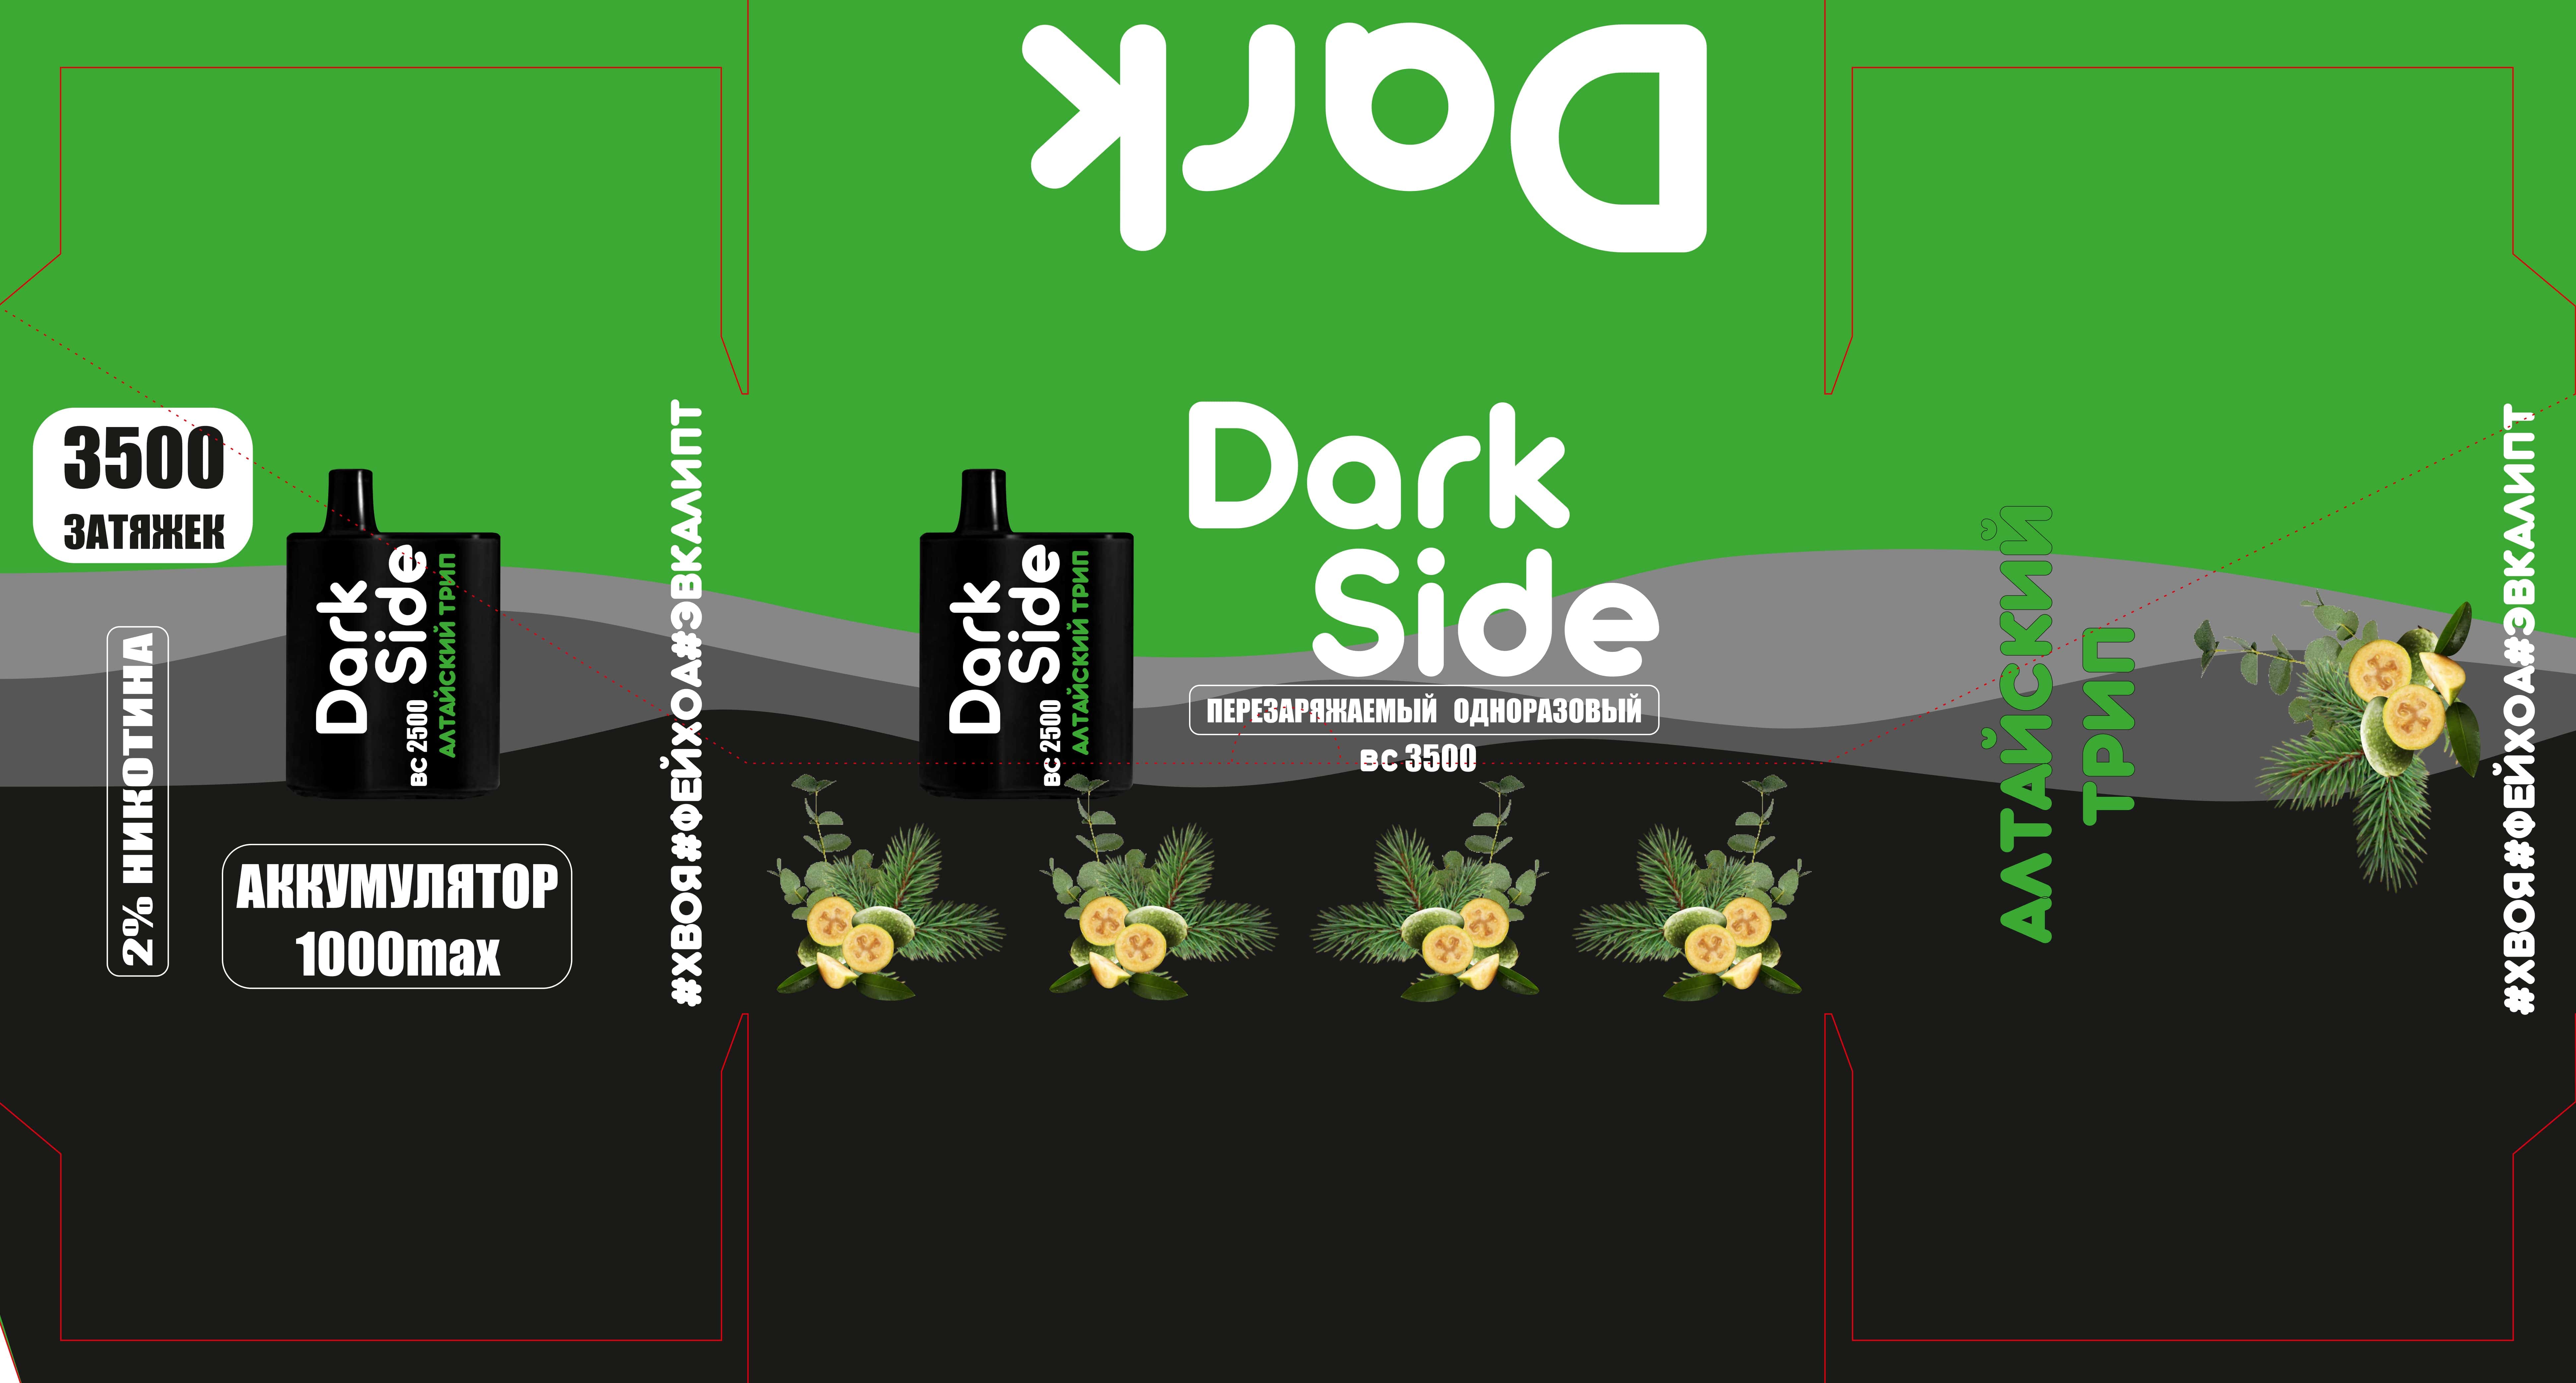 Dark
3500
ЗАТЯЖЕК
2% НИКОТИНА
Dark
Side
ВС 2500
АЛТАЙСКИЙ ТРИП
АККУМУЛЯТОР
1000max
#ХВОЯ#ФЕЙХОА#ЭВКАЛИПТ
Dark
Side
ВС 2500
АЛТАЙСКИЙ ТРИП
Dark
Side
ПЕРЕЗАРЯЖАЕМЫЙ ОДНОРАЗОВЫЙ
ВС 3500
АЛТАЙСКИЙ
ТРИП
#ХВОЯ#ФЕЙХОА#ЭВКАЛИПТ